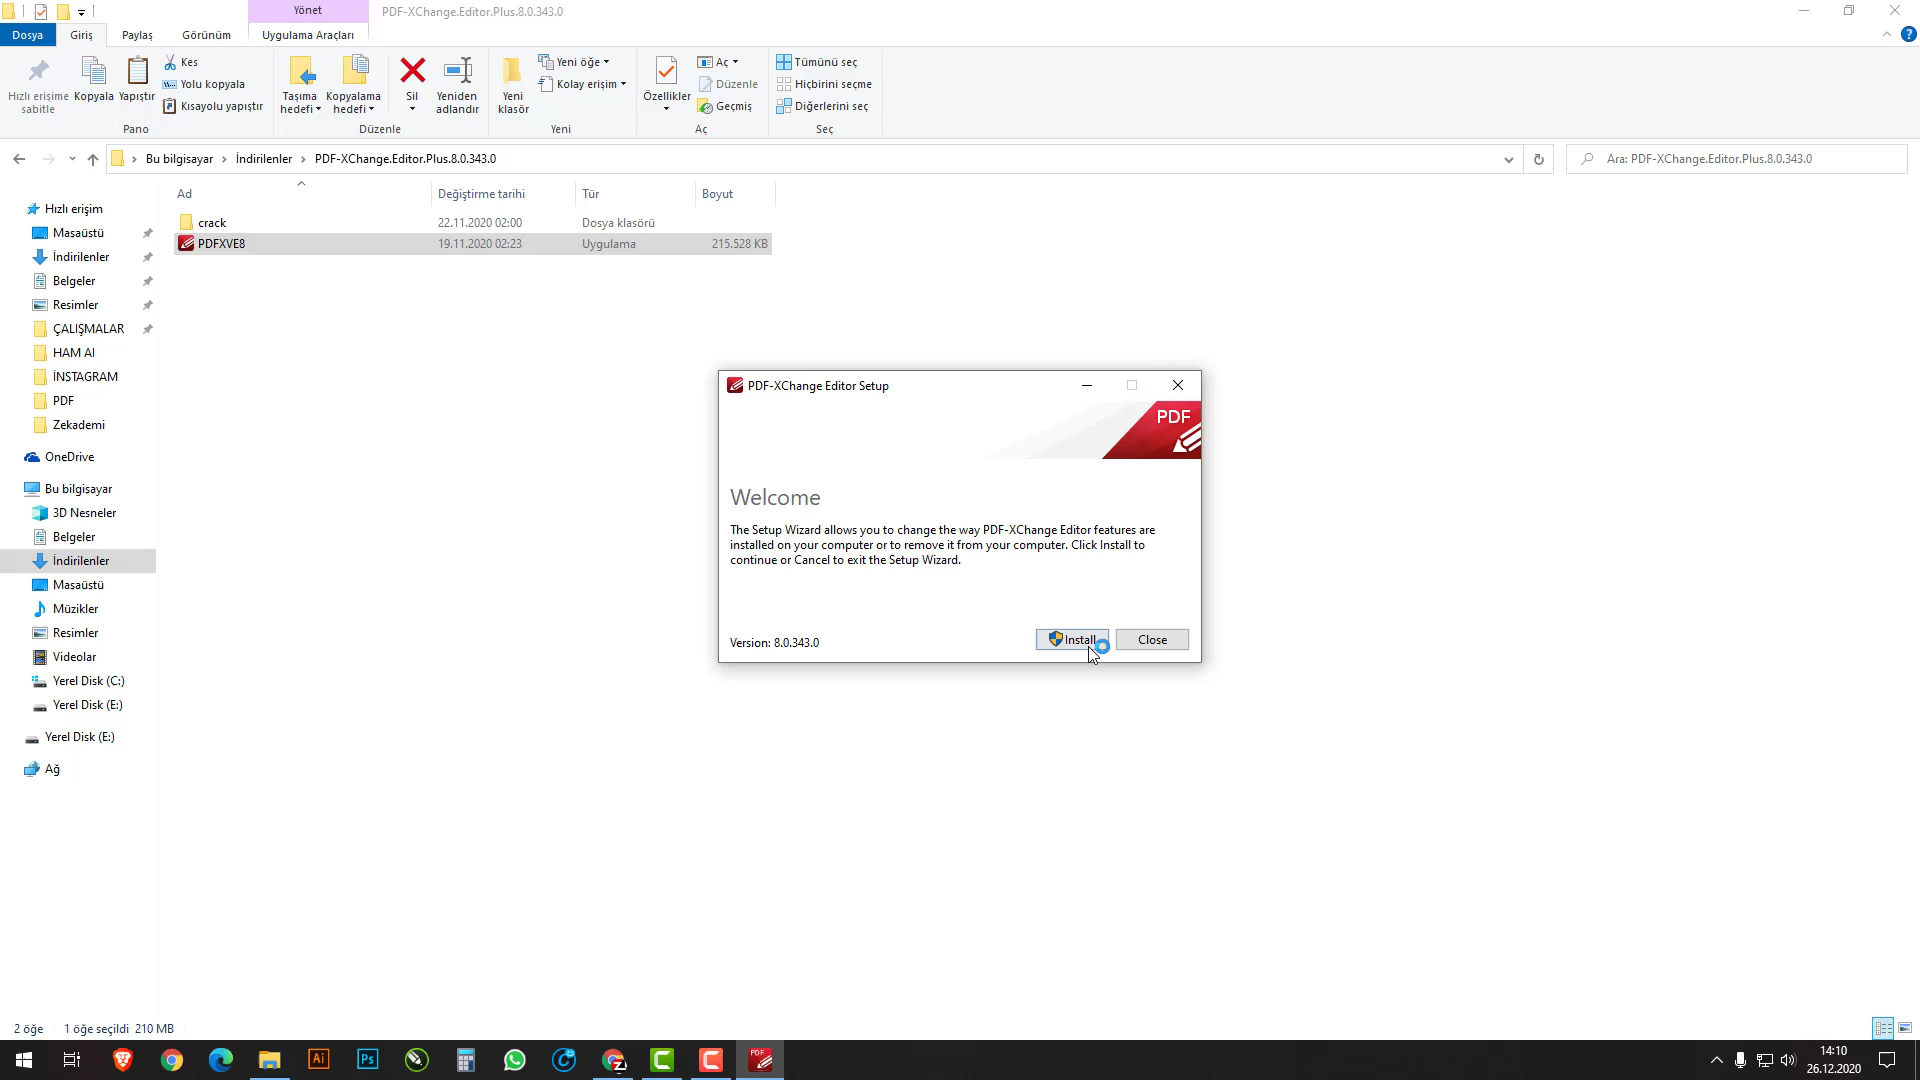 Yönet
PDF-XChange.Editor.Plus.8.0.343.0
Dosya
Giriş
Paylaş
Görünüm
Uygulama Araçları
Hızlı erişime
sabitle
Kopyala
Yapıştır
Kes
Yolu kopyala
Kısayolu yapıştır
Pano
Taşıma
hedefi
Kopyalama
hedefi
Sil
Yeniden
adlandır
Düzenle
Yeni
klasör
Yeni öğe
Kolay erişim
Yeni
Özellikler
Aç
Düzenle
Geçmiş
Aç
Tümünü seç
Hiçbirini seçme
Diğerlerini seç
Seç
Bu bilgisayar
İndirilenler
PDF-XChange.Editor.Plus.8.0.343.0
Ara: PDF-XChange.Editor.Plus.8.0.343.0
Ad
Değiştirme tarihi
Tür
Boyut
crack
22.11.2020 02:00
Dosya klasörü
PDFXVE8
19.11.2020 02:23
Uygulama
215.528 KB
Hızlı erişim
Masaüstü
İndirilenler
Belgeler
Resimler
ÇALIŞMALAR
HAM AI
İNSTAGRAM
PDF
Zekademi
OneDrive
Bu bilgisayar
3D Nesneler
Belgeler
İndirilenler
Masaüstü
Müzikler
Resimler
Videolar
Yerel Disk (C:)
Yerel Disk (E:)
Yerel Disk (E:)
Ağ
PDF-XChange Editor Setup
PDF
Welcome
The Setup Wizard allows you to change the way PDF-XChange Editor features are
installed on your computer or to remove it from your computer. Click Install to
continue or Cancel to exit the Setup Wizard.
Version: 8.0.343.0
Install
Close
2 öğe
1 öğe seçildi 210 MB
Ai
Ps
PDF
14:10
26.12.2020